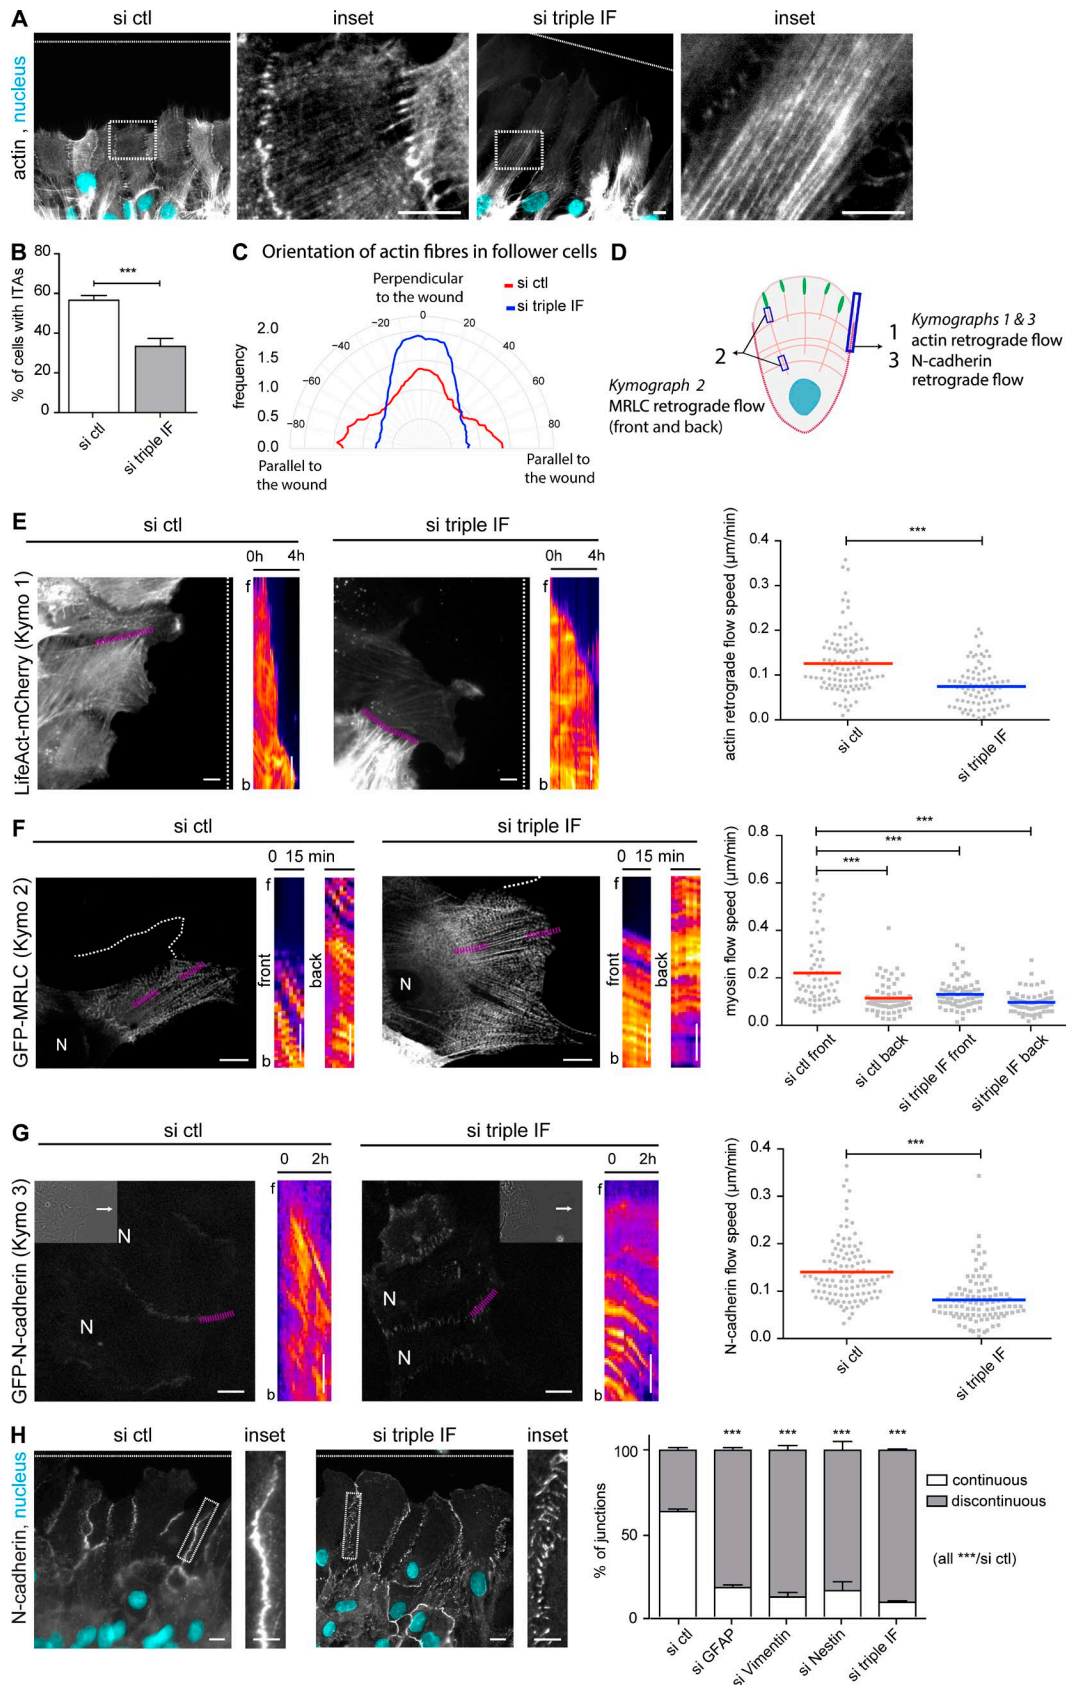 A
si ctl
inset
si triple IF
inset
actin , nucleus
B
% of cells with ITAs
80
60
40
20
0
***
si ctl
si triple IF
C
Orientation of actin fibres in follower cells
Perpendicular
to the wound
si ctl
si triple IF
frequency
2.0
1.5
1.0
0.5
0.0
−80
−60
−40
−20
0
20
40
60
80
Parallel to
the wound
Parallel to
the wound
D
2
Kymograph 2
MRLC retrograde flow
(front and back)
Kymographs 1 & 3
1 actin retrograde flow
3 N-cadherin
retrograde flow
E
si ctl
si triple IF
LifeAct-mCherry (Kymo 1)
0h 4h
f
b
0h 4h
f
b
actin retrograde flow speed (μm/min)
0.4
0.3
0.2
0.1
0.0
***
si ctl
si triple IF
F
si ctl
si triple IF
GFP-MRLC (Kymo 2)
0 15 min
f
front
back
b
N
0 15 min
f
front
back
b
N
myosin flow speed (μm/min)
0.8
0.6
0.4
0.2
0.0
***
***
***
si ctl front
si ctl back
si triple IF front
si triple IF back
G
si ctl
si triple IF
GFP-N-cadherin (Kymo 3)
0 2h
f
b
N
N
0 2h
f
b
N
N
N-cadherin flow speed (μm/min)
0.4
0.3
0.2
0.1
0.0
***
si ctl
si triple IF
H
si ctl
inset
si triple IF
inset
N-cadherin, nucleus
% of junctions
100
50
0
***
***
***
***
si ctl
si GFAP
si Vimentin
si Nestin
si triple IF
continuous
discontinuous
(all ***/si ctl)